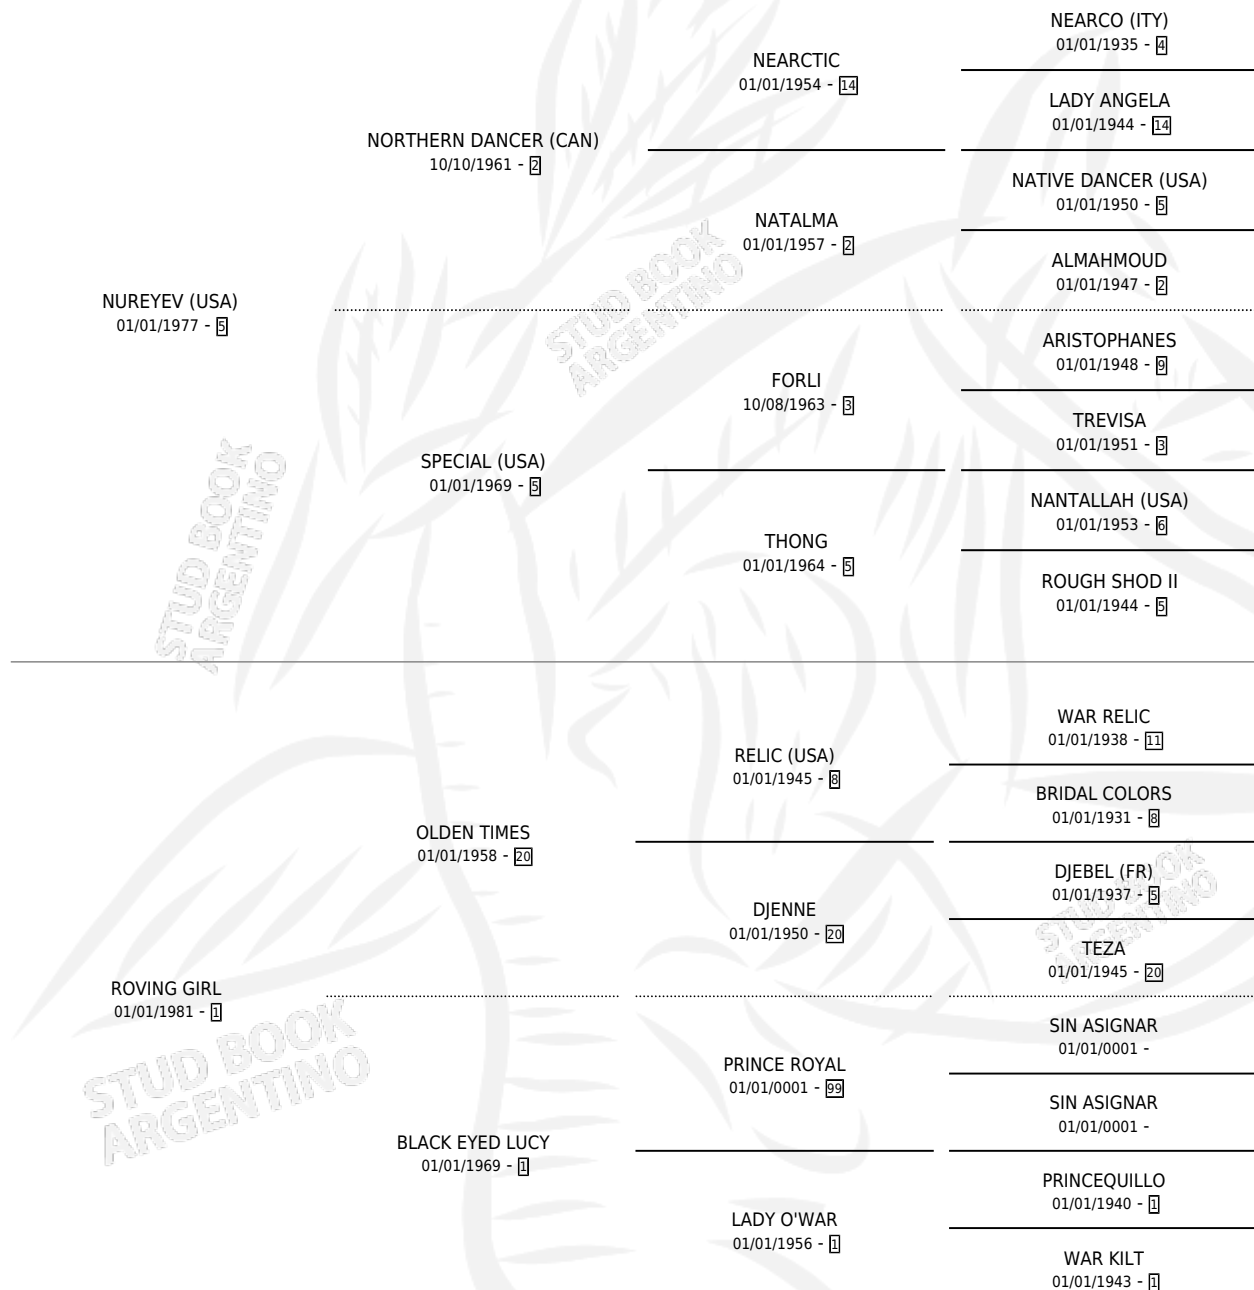 NUREYEV (USA)
01/01/1977 - 5
NORTHERN DANCER (CAN)
10/10/1961 - 2
SPECIAL (USA)
01/01/1969 - 5
NEARCTIC
01/01/1954 - 14
NATALMA
01/01/1957 - 2
FORLI
10/08/1963 - 3
THONG
01/01/1964 - 5
NEARCO (ITY)
01/01/1935 - 4
LADY ANGELA
01/01/1944 - 14
NATIVE DANCER (USA)
01/01/1950 - 5
ALMAHMOUD
01/01/1947 - 2
ARISTOPHANES
01/01/1948 - 9
TREVISA
01/01/1951 - 3
NANTALLAH (USA)
01/01/1953 - 6
ROUGH SHOD II
01/01/1944 - 5
ROVING GIRL
01/01/1981 - 1
OLDEN TIMES
01/01/1958 - 20
BLACK EYED LUCY
01/01/1969 - 1
RELIC (USA)
01/01/1945 - 8
DJENNE
01/01/1950 - 20
PRINCE ROYAL
01/01/0001 - 99
LADY O'WAR
01/01/1956 - 1
WAR RELIC
01/01/1938 - 11
BRIDAL COLORS
01/01/1931 - 8
DJEBEL (FR)
01/01/1937 - 5
TEZA
01/01/1945 - 20
SIN ASIGNAR
01/01/0001 -
SIN ASIGNAR
01/01/0001 -
PRINCEQUILLO
01/01/1940 - 1
WAR KILT
01/01/1943 - 1
STUD BOOK
ARGENTINO
STUD BOOK
ARGENTINO
STUD BOOK
ARGENTINO
STUD BOOK
ARGENTINO